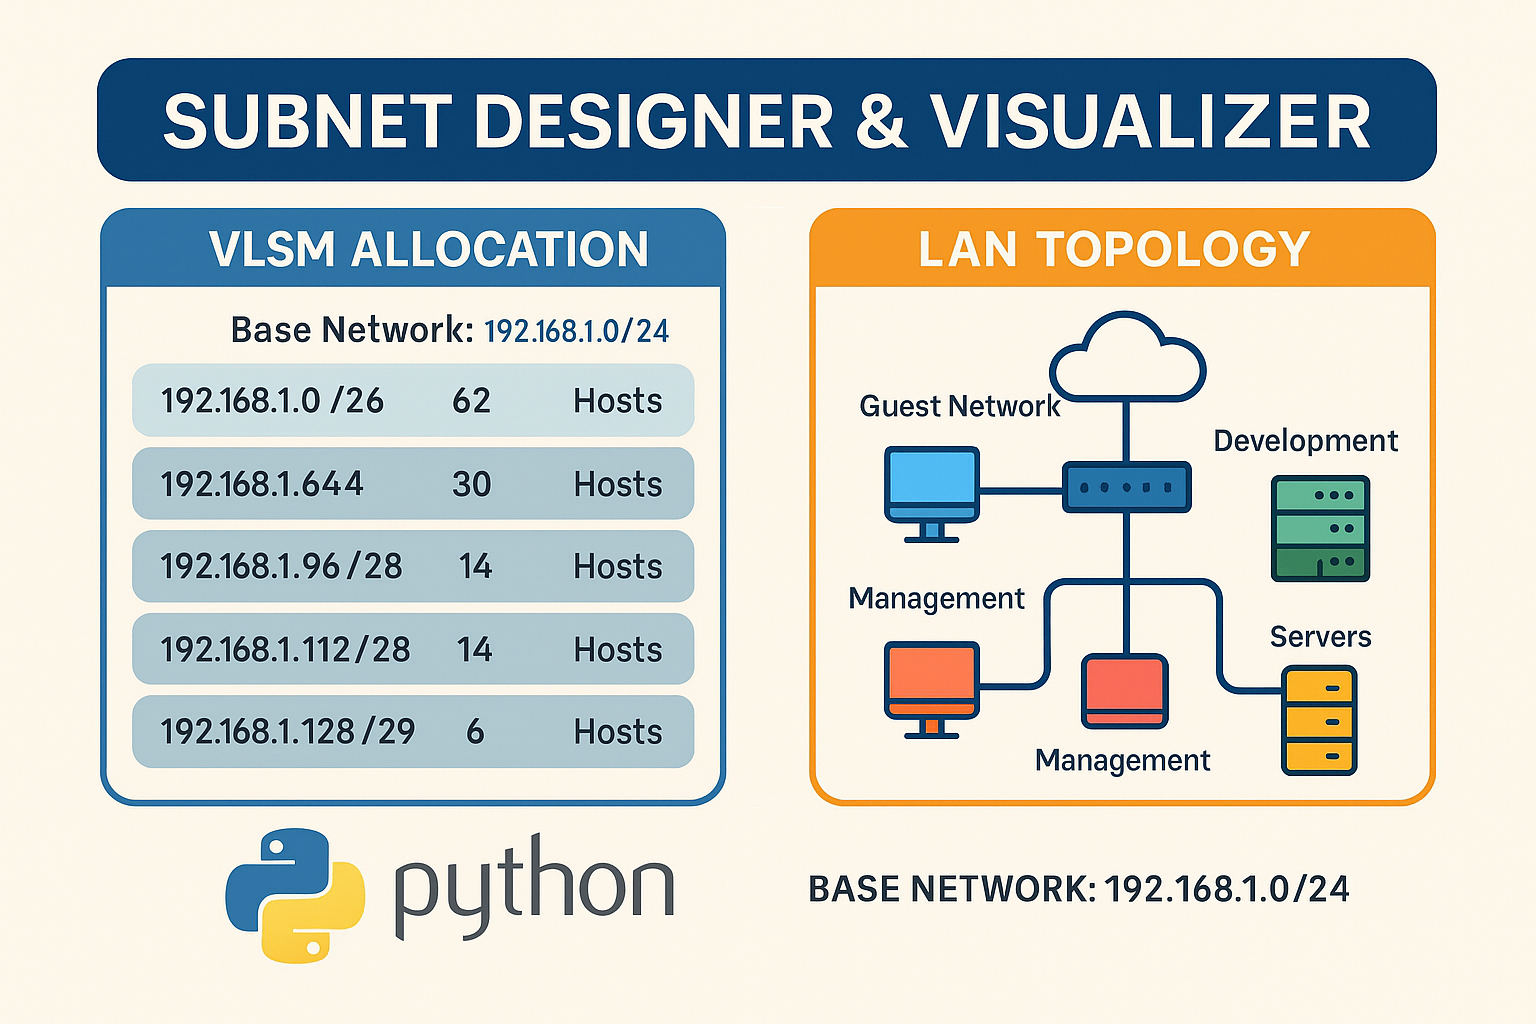 SUBNET DESIGNER & VISUALIZER
VLSM ALLOCATION
Base Network: 192.168.1.0/24
192.168.1.0 /26 62 Hosts
192.168.1.644 30 Hosts
192.168.1.96/28 14 Hosts
192.168.1.112/28 14 Hosts
192.168.1.128/29 6 Hosts
LAN TOPOLOGY
Guest Network
Development
Management
Servers
Management
python
BASE NETWORK: 192.168.1.0/24